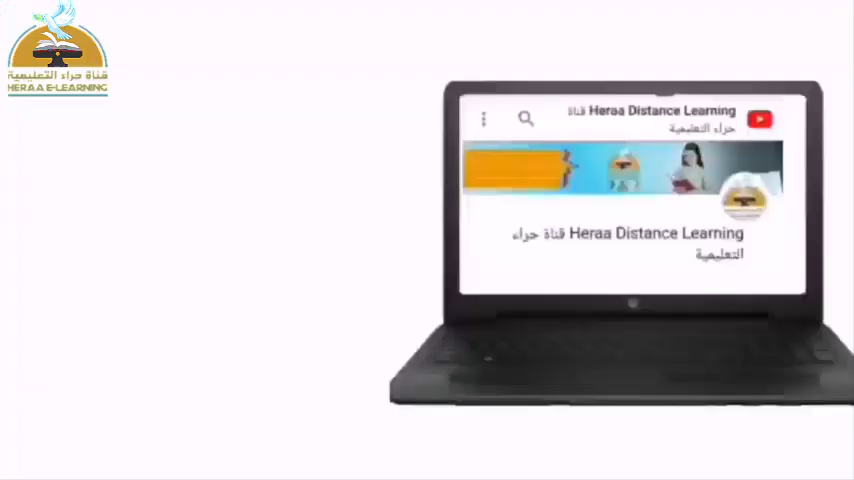 قناة حراء التعليمية
HERAA E-LEARNING
Heraa Distance Learning قناة
حراء التعليمية
Heraa Distance Learning قناة حراء
التعليمية